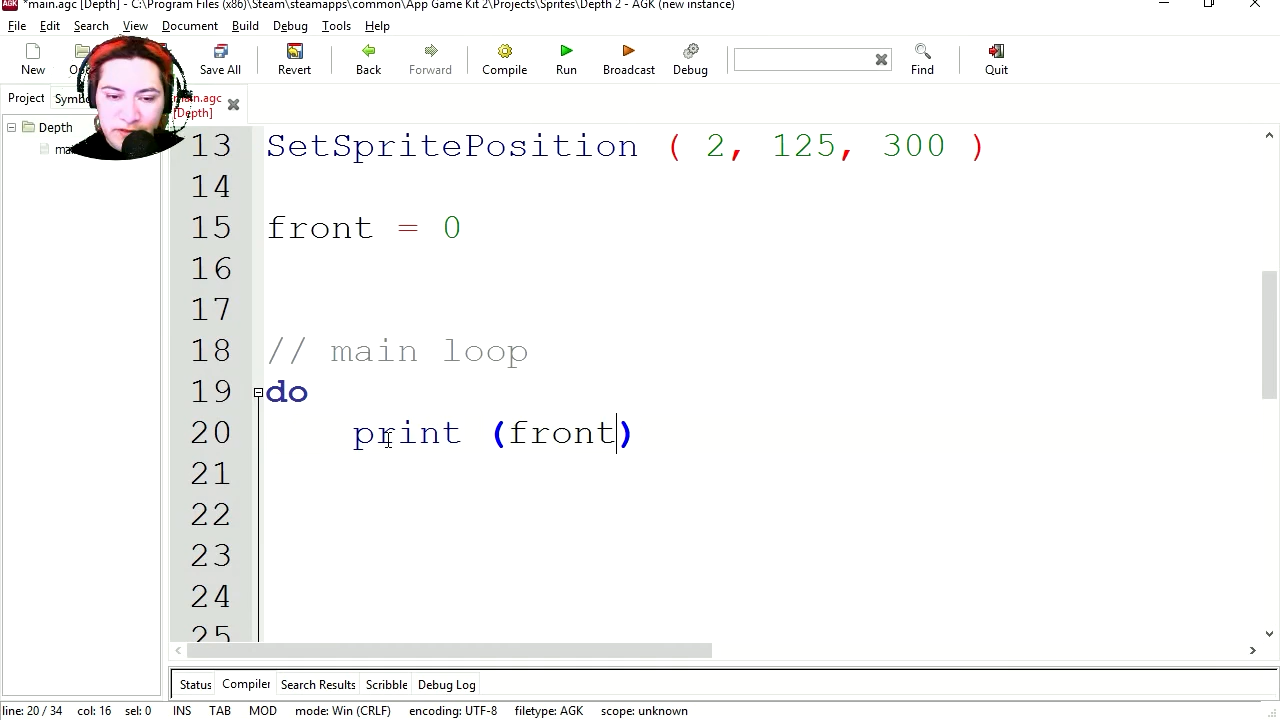 *main.agc [Depth] - C:\Program Files (x86)\Steam\steamapps\common\App Game Kit 2\Projects\Sprites\Depth 2 - AGK (new instance)
File Edit Search View Document Build Debug Tools Help
New Save All Revert Back Forward Compile Run Broadcast Debug Find Quit
Project
main.agc
[Depth]
Depth
13 SetSpritePosition ( 2, 125, 300 )
14
15 front = 0
16
17
18 // main loop
19 do
20 print (front)
21
22
23
24
25
Status Compiler Search Results Scribble Debug Log
line: 20 / 34 col: 16 sel: 0 INS TAB MOD mode: Win (CRLF) encoding: UTF-8 filetype: AGK scope: unknown